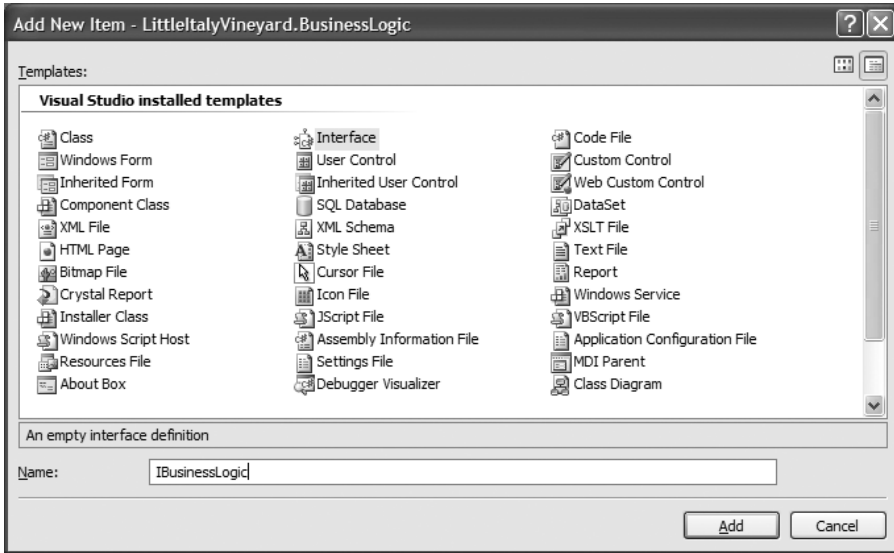 Add New Item - LittleItalyVineyard.BusinessLogic
Templates:
Visual Studio installed templates
Class
Interface
Code File
Windows Form
User Control
Custom Control
Inherited Form
Inherited User Control
Web Custom Control
Component Class
SQL Database
DataSet
XML File
XML Schema
XSLT File
HTML Page
Style Sheet
Text File
Bitmap File
Cursor File
Report
Crystal Report
Icon File
Windows Service
Installer Class
JScript File
VBScript File
Windows Script Host
Assembly Information File
Application Configuration File
Resources File
Settings File
MDI Parent
About Box
Debugger Visualizer
Class Diagram
An empty interface definition
Name: IBusinessLogic
Add Cancel